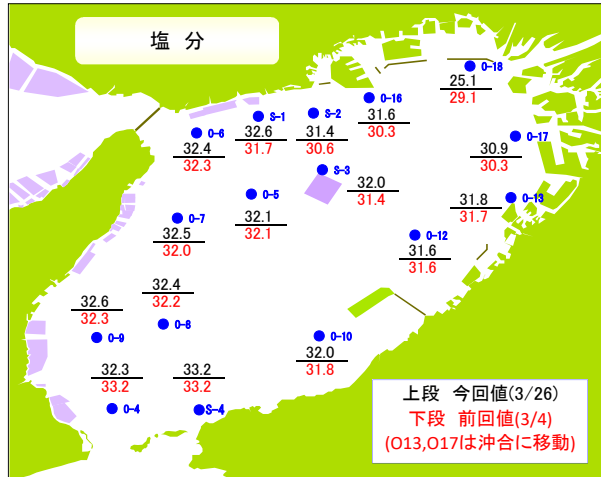 塩 分
O-18
25.1
29.1
O-16
31.6
30.3
S-2
31.4
30.6
S-1
32.6
31.7
O-6
32.4
32.3
O-17
30.9
30.3
S-3
32.0
31.4
O-5
32.1
32.1
O-13
31.8
31.7
O-7
32.5
32.0
O-12
31.6
31.6
32.4
32.2
O-8
32.6
32.3
O-9
O-10
32.0
31.8
32.3
33.2
O-4
33.2
33.2
S-4
上段 今回値(3/26)
下段 前回値(3/4)
(O13,O17は沖合に移動)